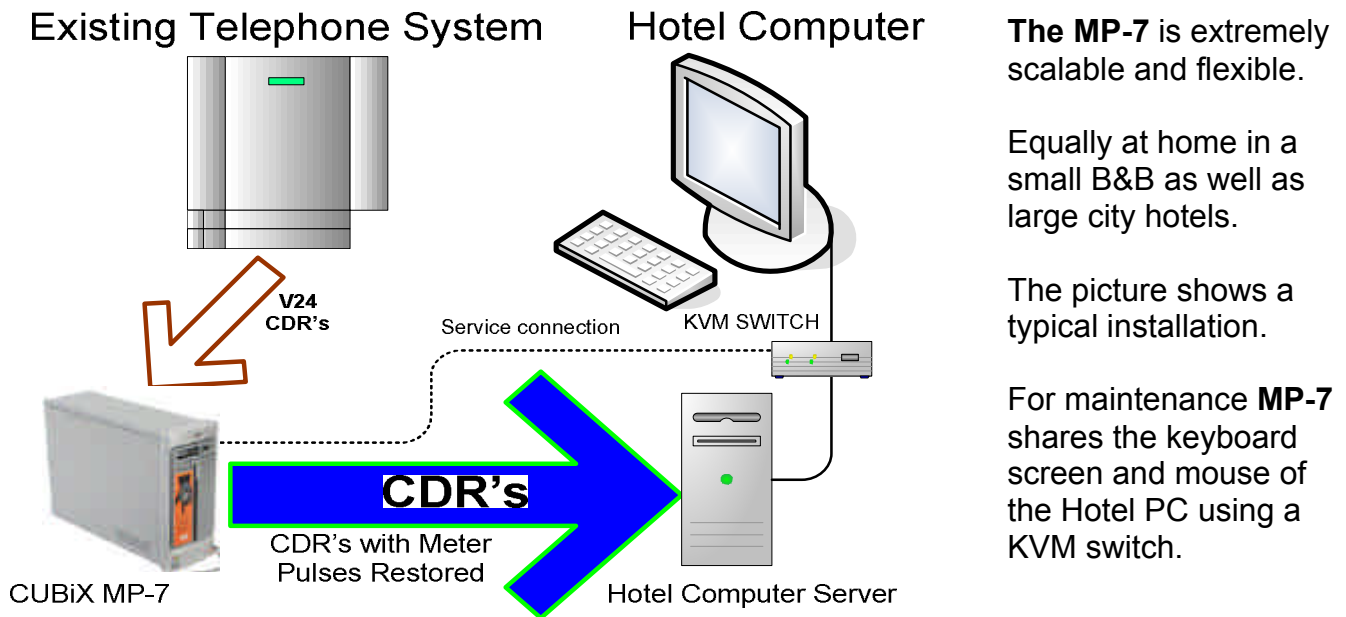 Existing Telephone System
Hotel Computer
V24
CDR's
Service connection
KVM SWITCH
CDR's
CDR's with Meter
Pulses Restored
CUBiX MP-7
Hotel Computer Server
The MP-7 is extremely
scalable and flexible.
Equally at home in a
small B&B as well as
large city hotels.
The picture shows a
typical installation.
For maintenance MP-7
shares the keyboard
screen and mouse of
the Hotel PC using a
KVM switch.